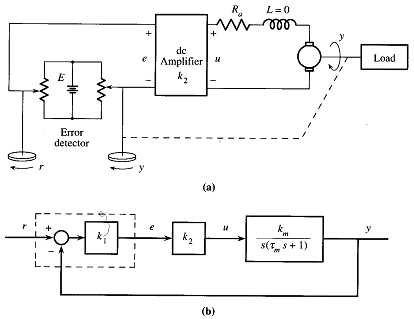 R_a L = 0
+ + y
dc
Amplifier
k_2
e u Load
E
− −
Error
detector
r y
(a)
r + k_1 e k_2 u k_m y
s(τ_m s + 1)
−
(b)